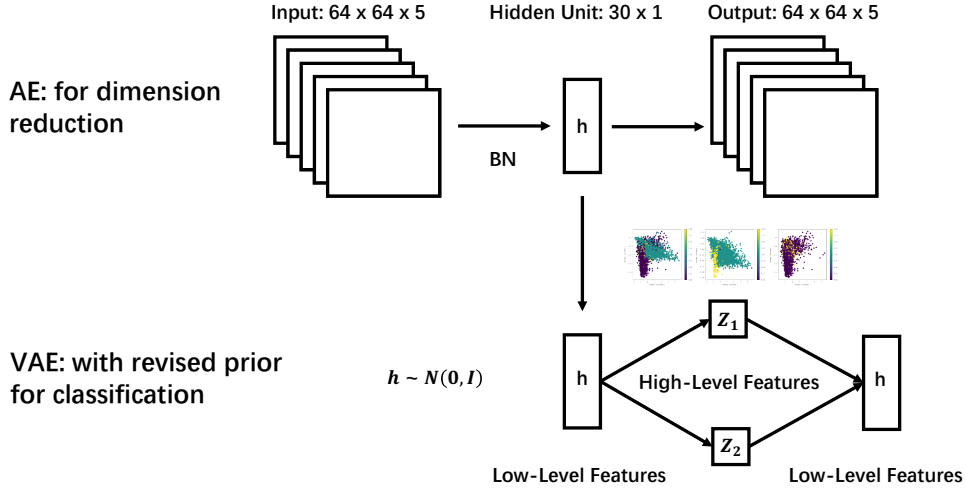 Input: 64 x 64 x 5
Hidden Unit: 30 x 1
Output: 64 x 64 x 5
AE: for dimension
reduction
h
BN
Z₁
VAE: with revised prior
for classification
h ~ N(0, I)
h
High-Level Features
h
Z₂
Low-Level Features
Low-Level Features